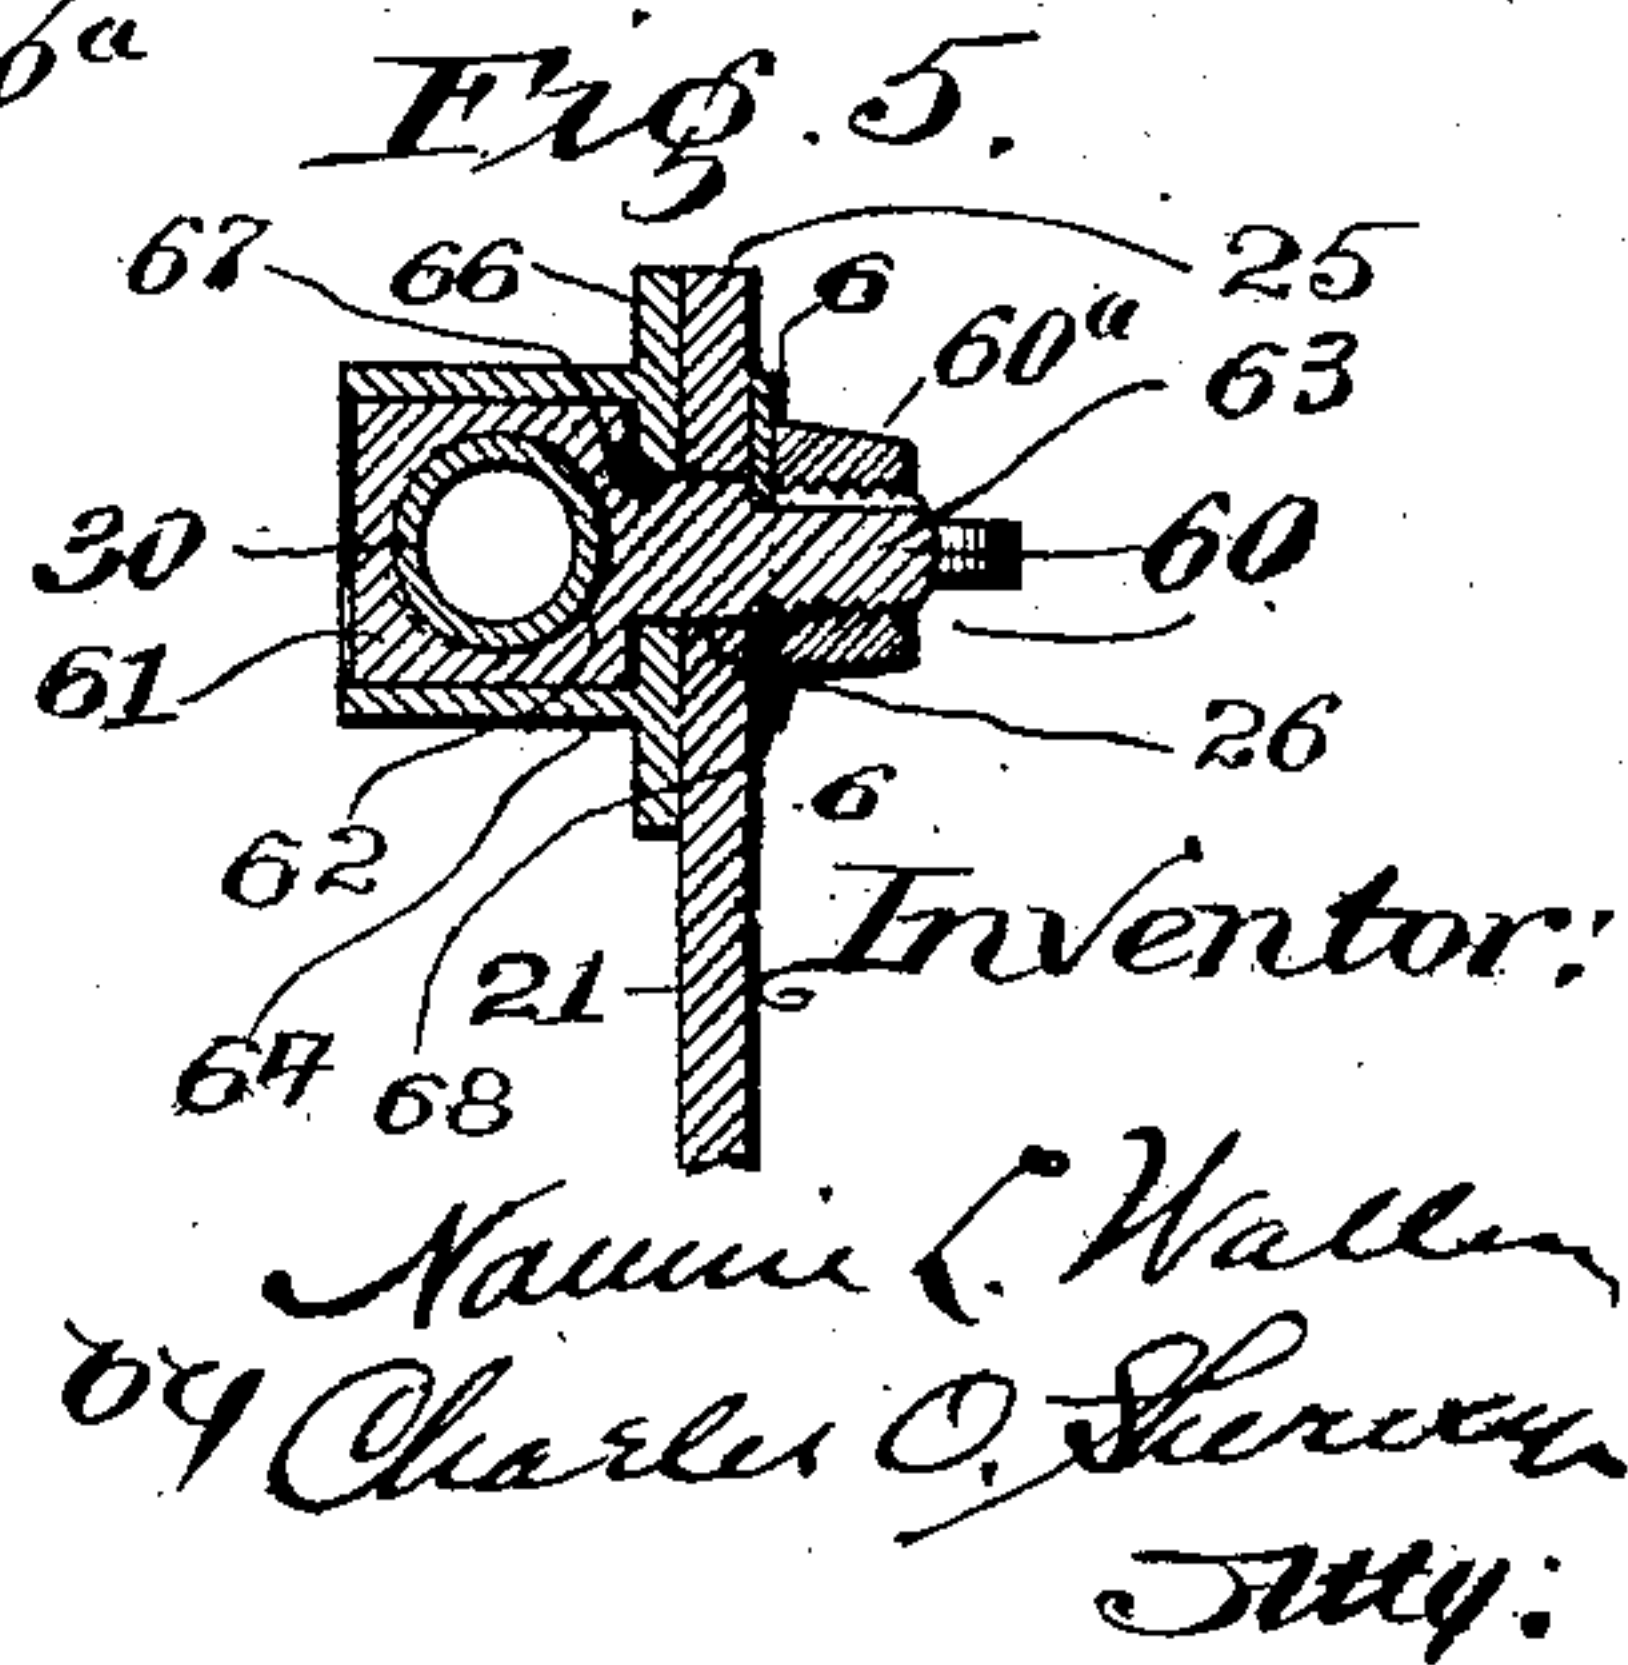 6a
Fig. 5.
67 66 25
6
60a
63
30 60
61
26
62 6
Inventor:
21
64 68
Nannie L. Wallen
by Charles O. Shervey
Atty: